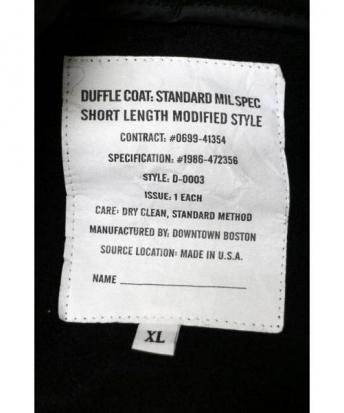 DUFFLE COAT: STANDARD MIL SPEC
SHORT LENGTH MODIFIED STYLE
CONTRACT: #0699-41354
SPECIFICATION: #1986-472356
STYLE: D-0003
ISSUE: 1 EACH
CARE: DRY CLEAN, STANDARD METHOD
MANUFACTURED BY: DOWNTOWN BOSTON
SOURCE LOCATION: MADE IN U.S.A.
NAME
XL